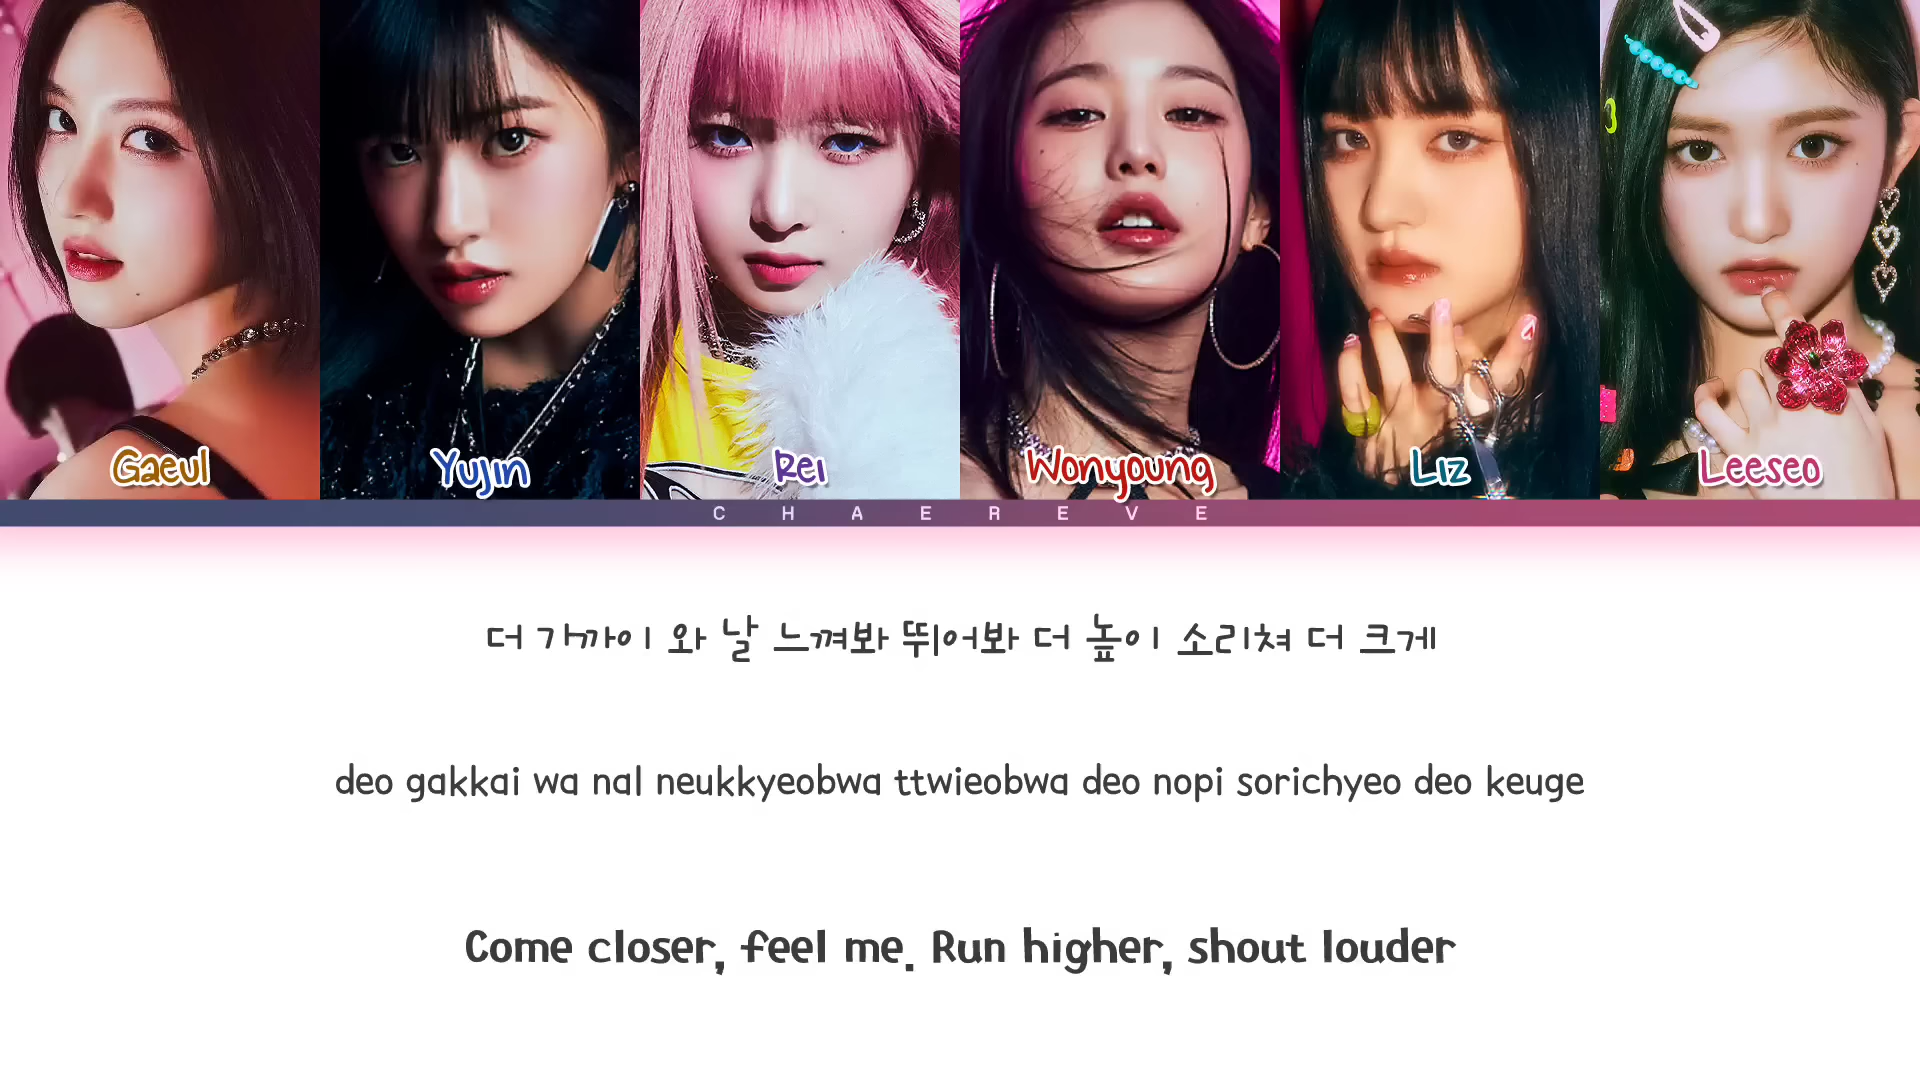 Gaeul Yujin Rei Wonyoung Liz Leeseo
CHAEREVE
더 가까이 와 날 느껴봐 뛰어봐 더 높이 소리쳐 더 크게
deo gakkai wa nal neukkyeobwa ttwieobwa deo nopi sorichyeo deo keuge
Come closer, feel me. Run higher, shout louder